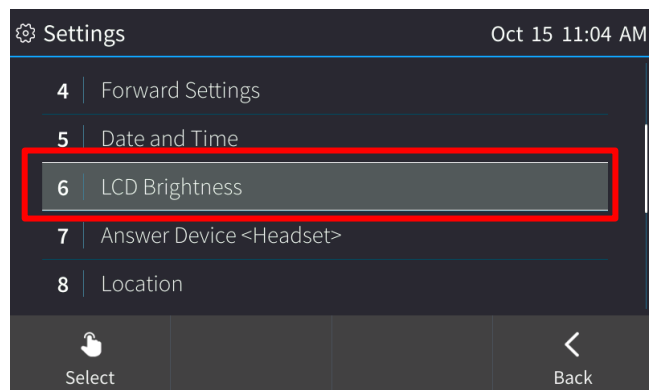 Settings Oct 15 11:04 AM
4 Forward Settings
5 Date and Time
6 LCD Brightness
7 Answer Device <Headset>
8 Location
Select Back